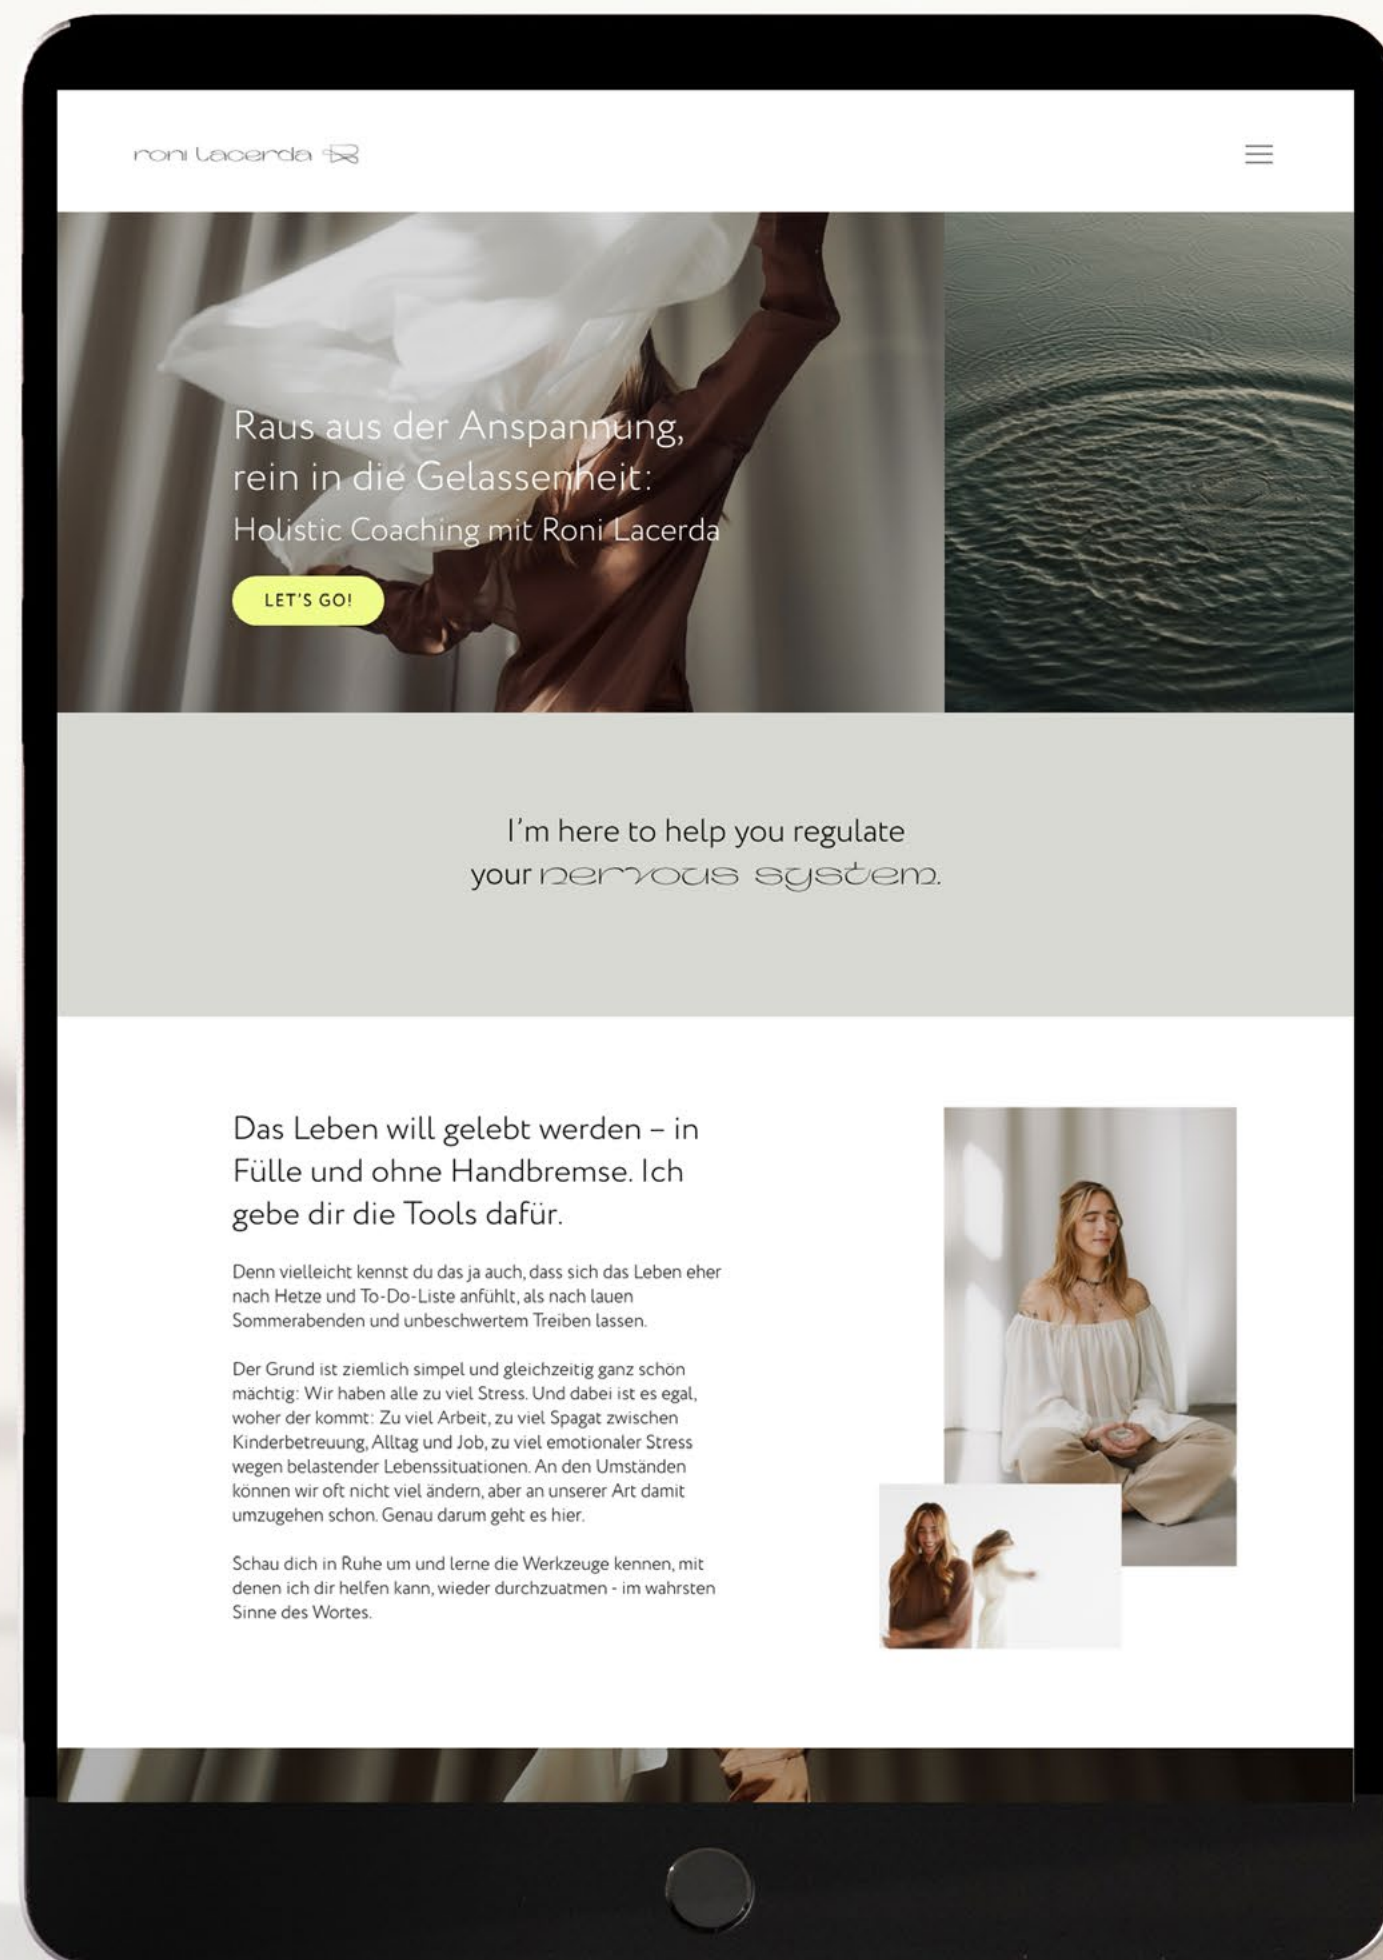 roni lacerda
Raus aus der Anspannung,
rein in die Gelassenheit:
Holistic Coaching mit Roni Lacerda
LET'S GO!
I'm here to help you regulate
your nervous system.
Das Leben will gelebt werden – in
Fülle und ohne Handbremse. Ich
gebe dir die Tools dafür.
Denn vielleicht kennst du das ja auch, dass sich das Leben eher
nach Hetze und To-Do-Liste anfühlt, als nach lauen
Sommerabenden und unbeschwertem Treiben lassen.
Der Grund ist ziemlich simpel und gleichzeitig ganz schön
mächtig: Wir haben alle zu viel Stress. Und dabei ist es egal,
woher der kommt: Zu viel Arbeit, zu viel Spagat zwischen
Kinderbetreuung, Alltag und Job, zu viel emotionaler Stress
wegen belastender Lebenssituationen. An den Umständen
können wir oft nicht viel ändern, aber an unserer Art damit
umzugehen schon. Genau darum geht es hier.
Schau dich in Ruhe um und lerne die Werkzeuge kennen, mit
denen ich dir helfen kann, wieder durchzuatmen - im wahrsten
Sinne des Wortes.